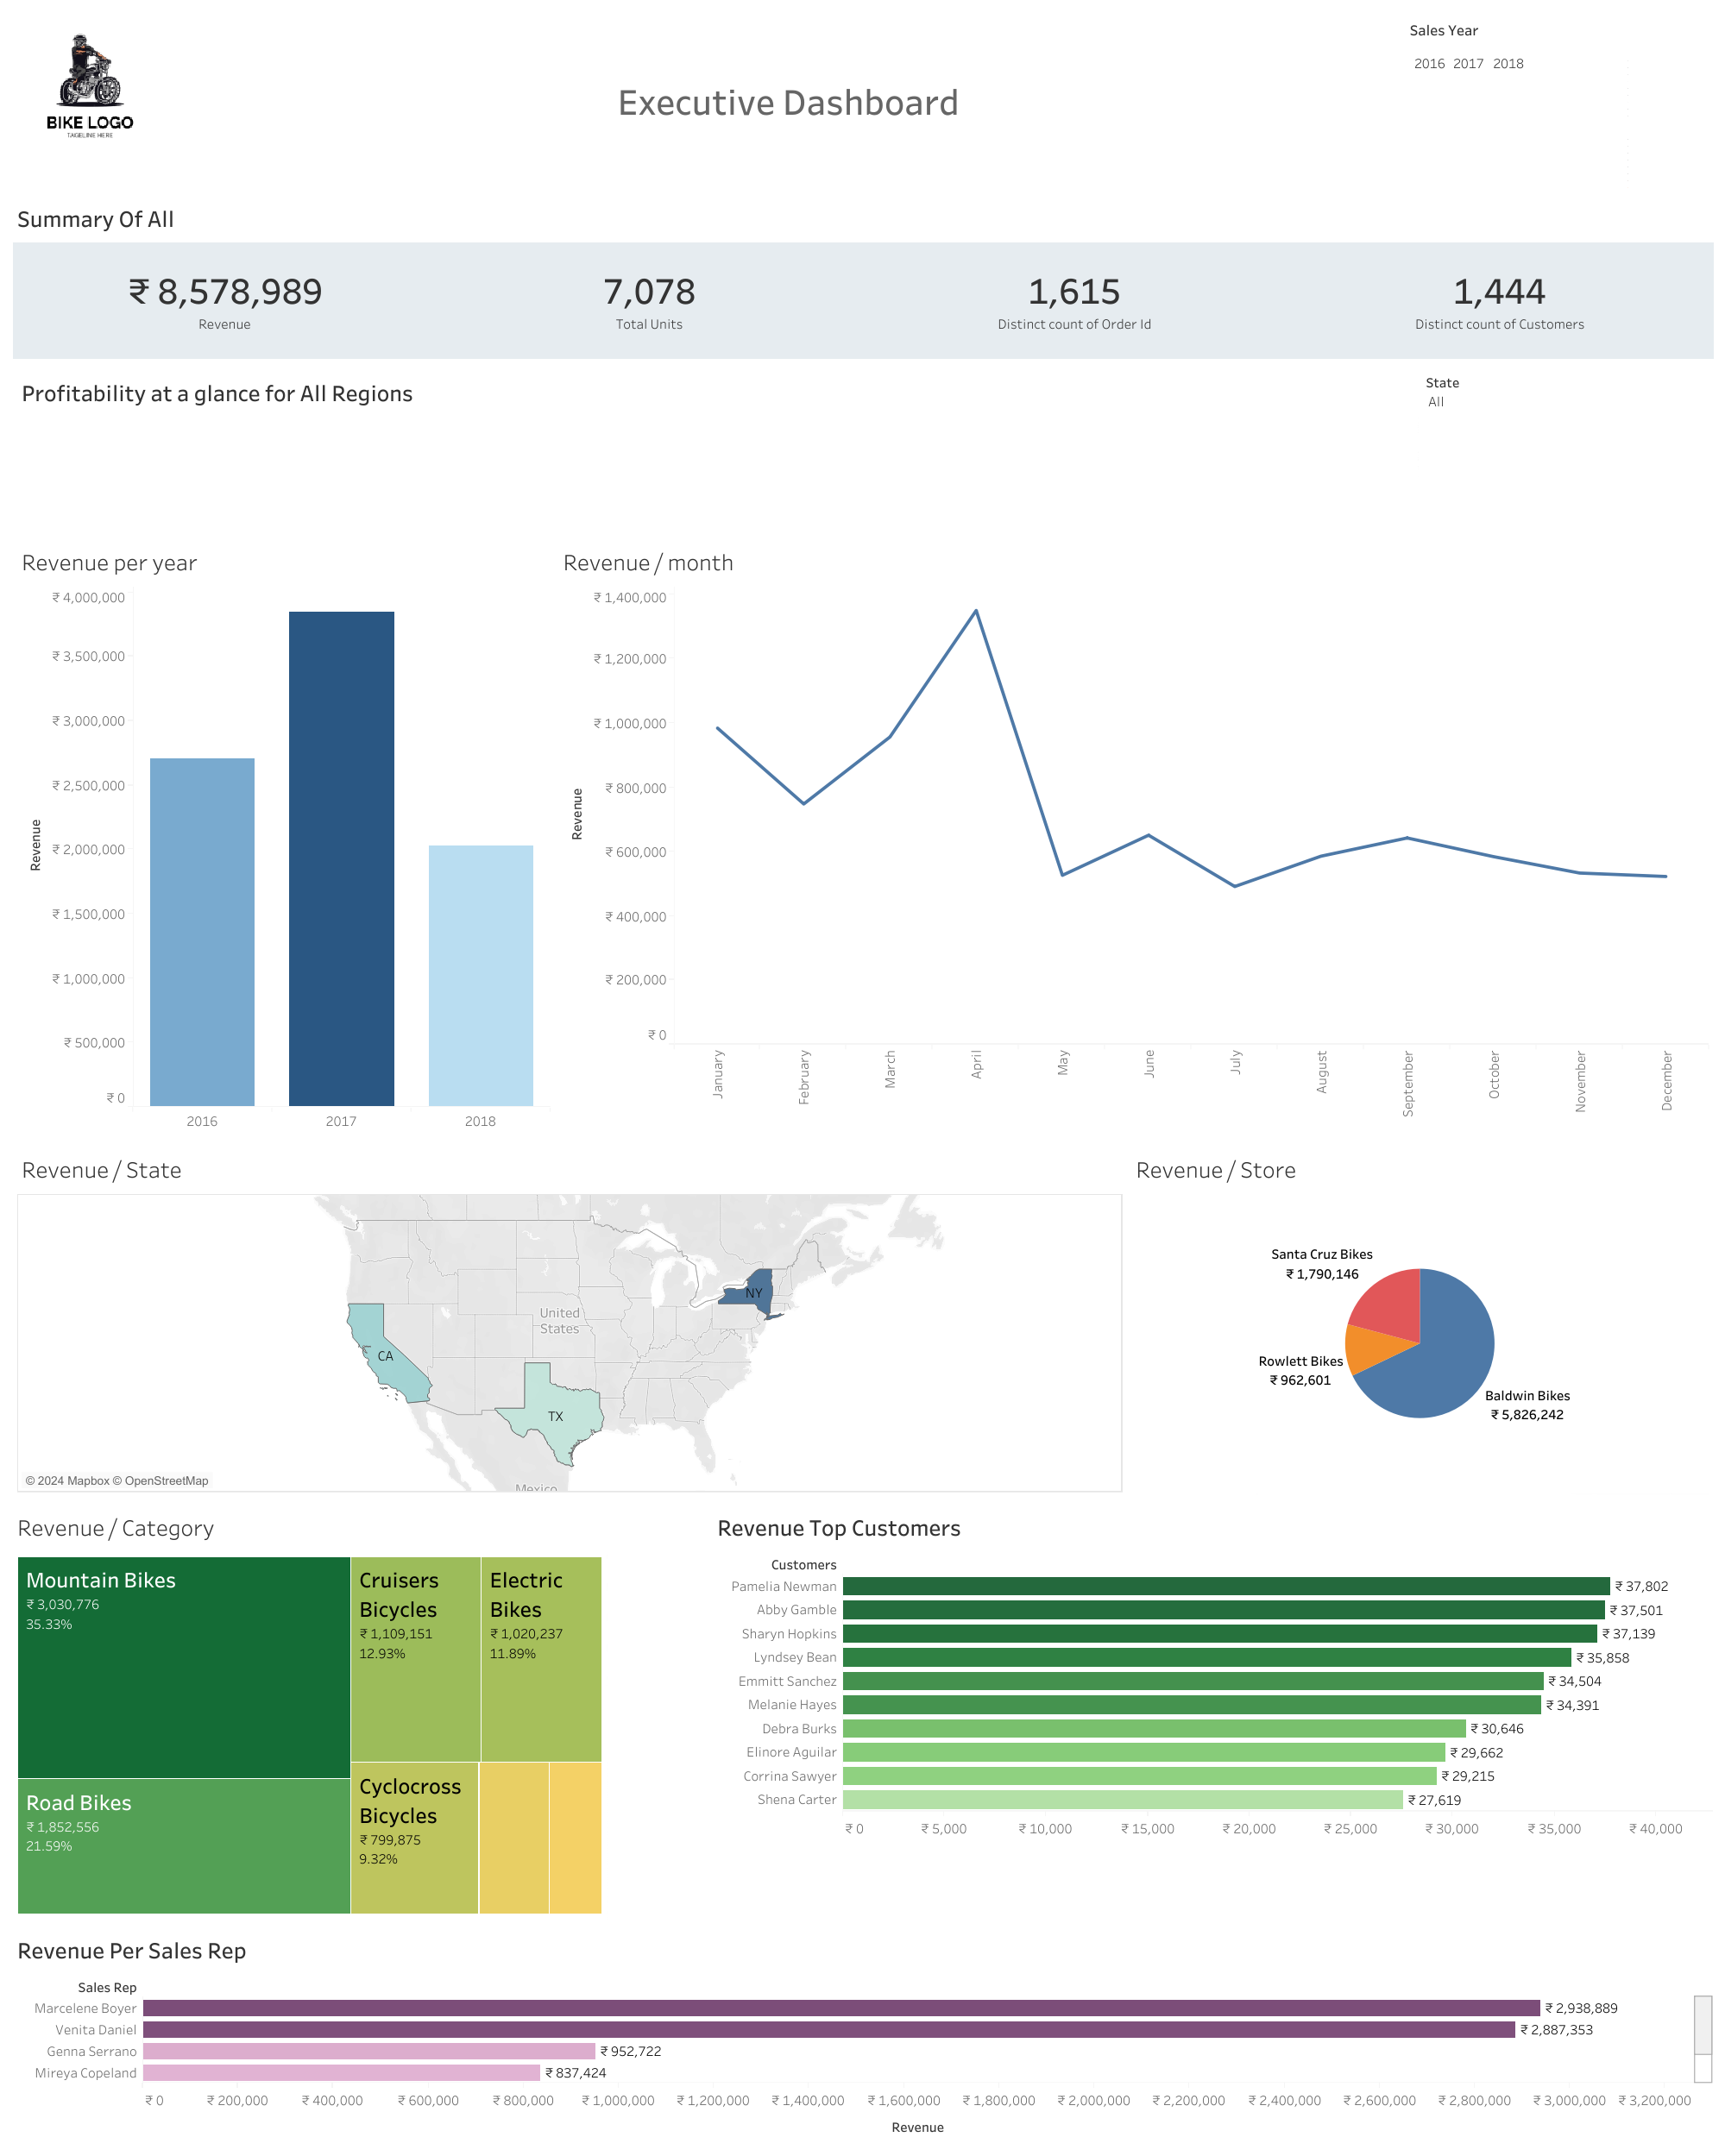 BIKE LOGO
TAGELINE HERE
Executive Dashboard
Sales Year
2016 2017 2018
Summary Of All
₹ 8,578,989
Revenue
7,078
Total Units
1,615
Distinct count of Order Id
1,444
Distinct count of Customers
Profitability at a glance for All Regions
State
All
Revenue per year
₹ 4,000,000
₹ 3,500,000
₹ 3,000,000
₹ 2,500,000
₹ 2,000,000
₹ 1,500,000
₹ 1,000,000
₹ 500,000
₹ 0
Revenue
2016 2017 2018
Revenue / month
₹ 1,400,000
₹ 1,200,000
₹ 1,000,000
₹ 800,000
₹ 600,000
₹ 400,000
₹ 200,000
₹ 0
Revenue
January
February
March
April
May
June
July
August
September
October
November
December
Revenue / State
United
States
NY
CA
TX
Mexico
© 2024 Mapbox © OpenStreetMap
Revenue / Store
Santa Cruz Bikes
₹ 1,790,146
Rowlett Bikes
₹ 962,601
Baldwin Bikes
₹ 5,826,242
Revenue / Category
Mountain Bikes
₹ 3,030,776
35.33%
Road Bikes
₹ 1,852,556
21.59%
Cruisers
Bicycles
₹ 1,109,151
12.93%
Electric
Bikes
₹ 1,020,237
11.89%
Cyclocross
Bicycles
₹ 799,875
9.32%
Revenue Top Customers
Customers
Pamelia Newman ₹ 37,802
Abby Gamble ₹ 37,501
Sharyn Hopkins ₹ 37,139
Lyndsey Bean ₹ 35,858
Emmitt Sanchez ₹ 34,504
Melanie Hayes ₹ 34,391
Debra Burks ₹ 30,646
Elinore Aguilar ₹ 29,662
Corrina Sawyer ₹ 29,215
Shena Carter ₹ 27,619
₹ 0 ₹ 5,000 ₹ 10,000 ₹ 15,000 ₹ 20,000 ₹ 25,000 ₹ 30,000 ₹ 35,000 ₹ 40,000
Revenue Per Sales Rep
Sales Rep
Marcelene Boyer ₹ 2,938,889
Venita Daniel ₹ 2,887,353
Genna Serrano ₹ 952,722
Mireya Copeland ₹ 837,424
₹ 0 ₹ 200,000 ₹ 400,000 ₹ 600,000 ₹ 800,000 ₹ 1,000,000 ₹ 1,200,000 ₹ 1,400,000 ₹ 1,600,000 ₹ 1,800,000 ₹ 2,000,000 ₹ 2,200,000 ₹ 2,400,000 ₹ 2,600,000 ₹ 2,800,000 ₹ 3,000,000 ₹ 3,200,000
Revenue